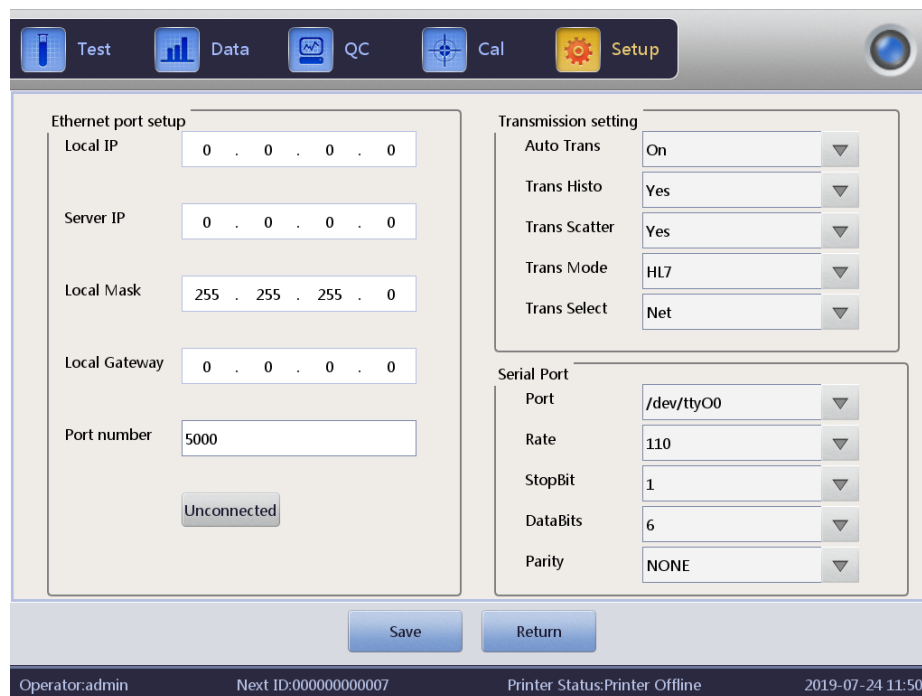 Test Data QC Cal Setup
Ethernet port setup
Local IP 0 . 0 . 0 . 0
Server IP 0 . 0 . 0 . 0
Local Mask 255 . 255 . 255 . 0
Local Gateway 0 . 0 . 0 . 0
Port number 5000
Unconnected
Transmission setting
Auto Trans On
Trans Histo Yes
Trans Scatter Yes
Trans Mode HL7
Trans Select Net
Serial Port
Port /dev/ttyO0
Rate 110
StopBit 1
DataBits 6
Parity NONE
Save Return
Operator:admin Next ID:000000000007 Printer Status:Printer Offline 2019-07-24 11:50